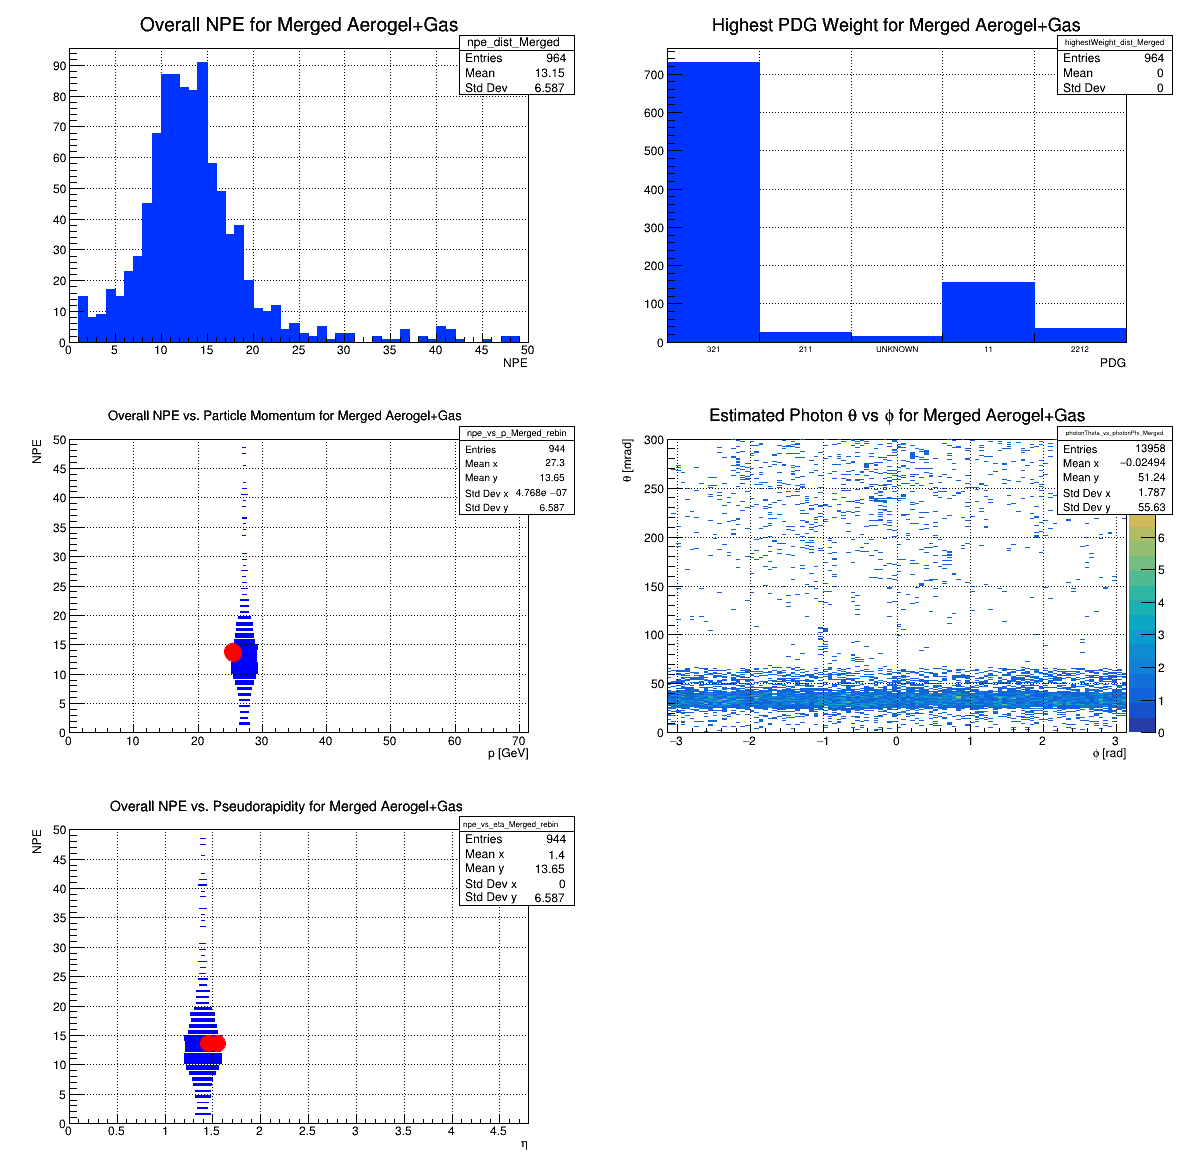 Overall NPE for Merged Aerogel+Gas
npe_dist_Merged
Entries 964
Mean 13.15
Std Dev 6.587
90
80
70
60
50
40
30
20
10
0
0 5 10 15 20 25 30 35 40 45 50
NPE
Highest PDG Weight for Merged Aerogel+Gas
highestWeight_dist_Merged
Entries 964
Mean 0
Std Dev 0
700
600
500
400
300
200
100
0
321 211 UNKNOWN 11 2212
PDG
Overall NPE vs. Particle Momentum for Merged Aerogel+Gas
npe_vs_p_Merged_rebin
Entries 944
Mean x 27.3
Mean y 13.65
Std Dev x 4.768e −07
Std Dev y 6.587
NPE
50
45
40
35
30
25
20
15
10
5
0
0 10 20 30 40 50 60 70
p [GeV]
Estimated Photon θ vs ϕ for Merged Aerogel+Gas
photonTheta_vs_photonPhi_Merged
Entries 13958
Mean x −0.02494
Mean y 51.24
Std Dev x 1.787
Std Dev y 55.63
θ [mrad]
300
250
200
150
100
50
0
−3 −2 −1 0 1 2 3
ϕ [rad]
6
5
4
3
2
1
0
Overall NPE vs. Pseudorapidity for Merged Aerogel+Gas
npe_vs_eta_Merged_rebin
Entries 944
Mean x 1.4
Mean y 13.65
Std Dev x 0
Std Dev y 6.587
NPE
50
45
40
35
30
25
20
15
10
5
0
0 0.5 1 1.5 2 2.5 3 3.5 4 4.5
η